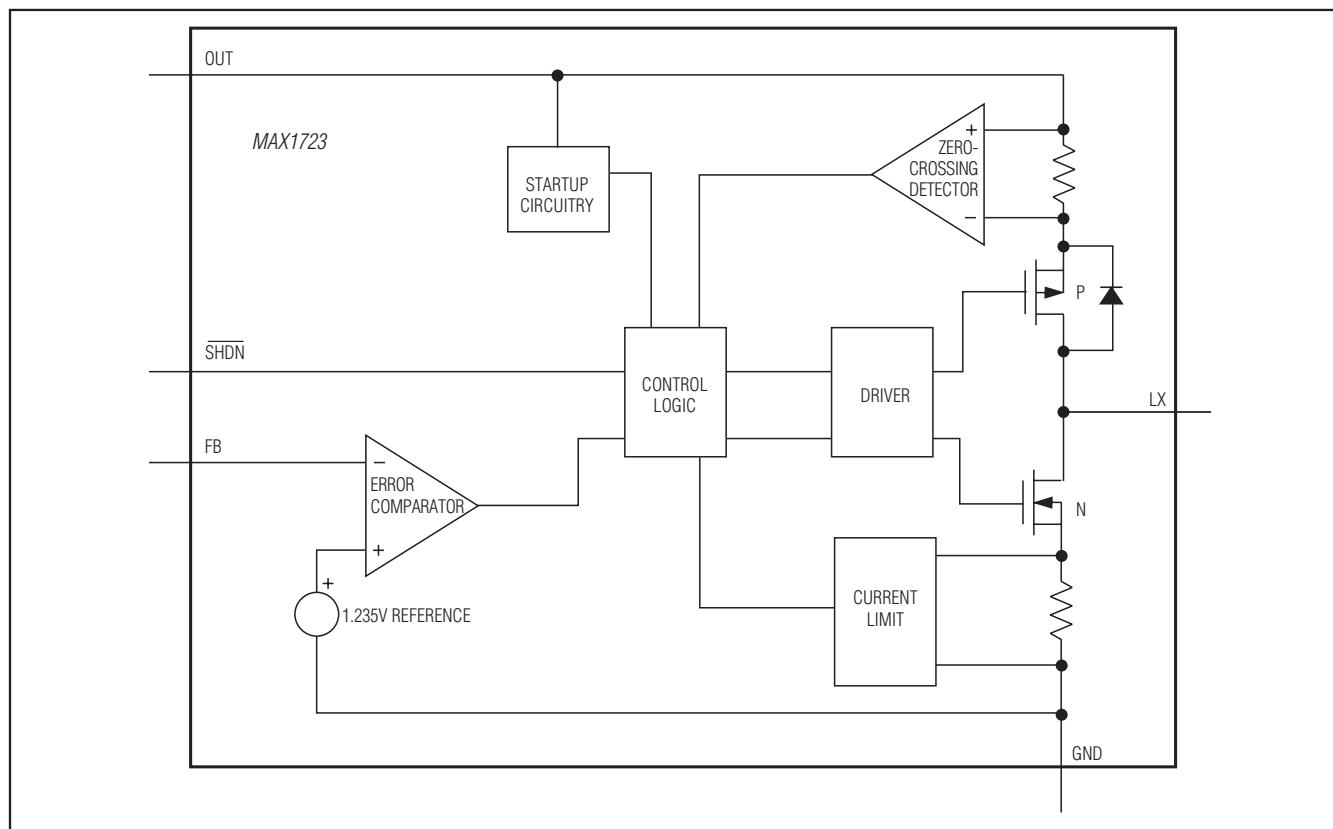 OUT
MAX1723
STARTUP
CIRCUITRY
+
ZERO-
CROSSING
DETECTOR
−
P
S̅H̅D̅N̅
CONTROL
LOGIC
DRIVER
LX
FB
−
ERROR
COMPARATOR
+
N
+
1.235V REFERENCE
CURRENT
LIMIT
GND